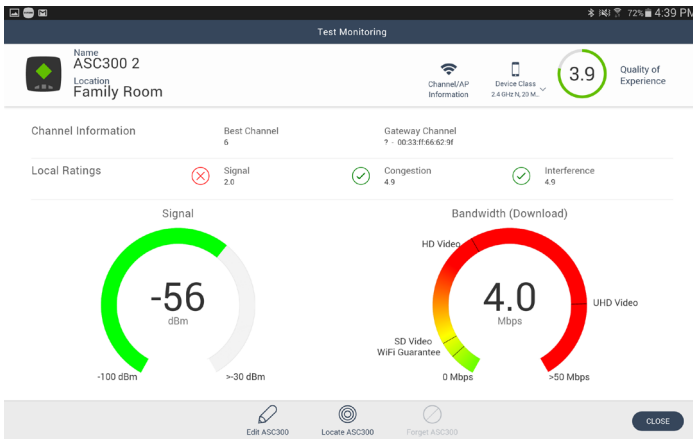 72% 4:39 PM
Test Monitoring
Name
ASC300 2
Location
Family Room
Channel/AP
Information
Device Class
2.4 GHz N, 20 M..
3.9
Quality of
Experience
Channel Information
Best Channel
6
Gateway Channel
? - 00:33:ff:66:62:9f
Local Ratings
Signal
2.0
Congestion
4.9
Interference
4.9
Signal
-56
dBm
-100 dBm
>-30 dBm
Bandwidth (Download)
HD Video
4.0
Mbps
UHD Video
SD Video
WiFi Guarantee
0 Mbps
>50 Mbps
Edit ASC300
Locate ASC300
Forget ASC300
CLOSE